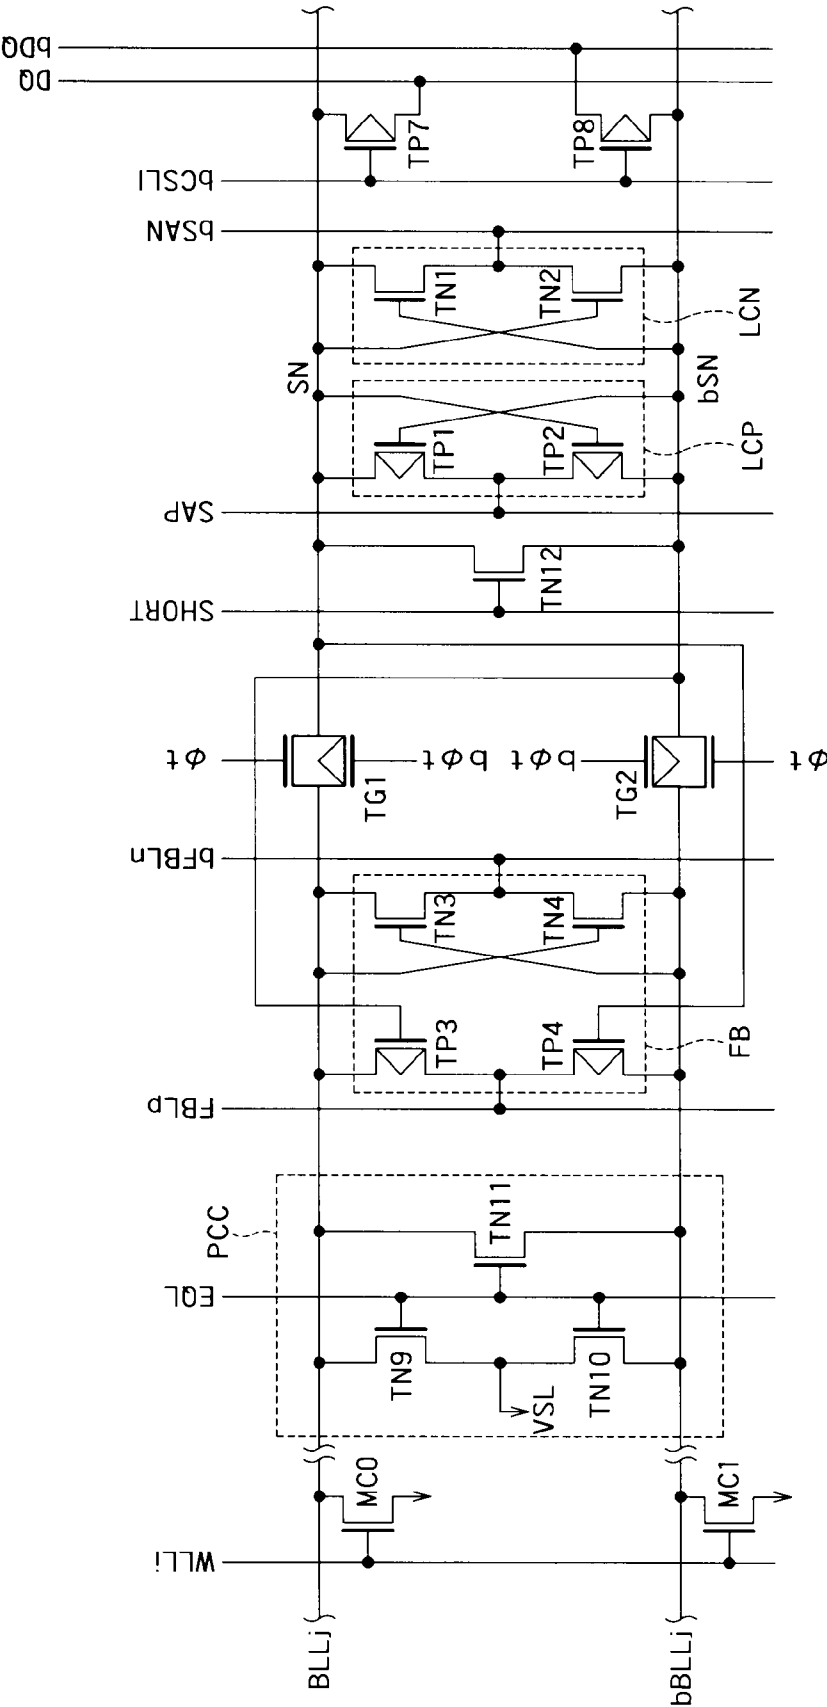 bDQ
DQ
TP7
TP8
bCSLI
bSAN
TN1
TN2
LCN
SN
bSN
TP1
TP2
LCP
SAP
TN12
SHORT
φt
bφt
bφt
φt
TG1
TG2
bFBLn
TN3
TN4
TP3
TP4
FB
FBLp
PCC
TN11
EQL
TN9
TN10
VSL
MC0
MC1
WLLi
BLLj
bBLLj